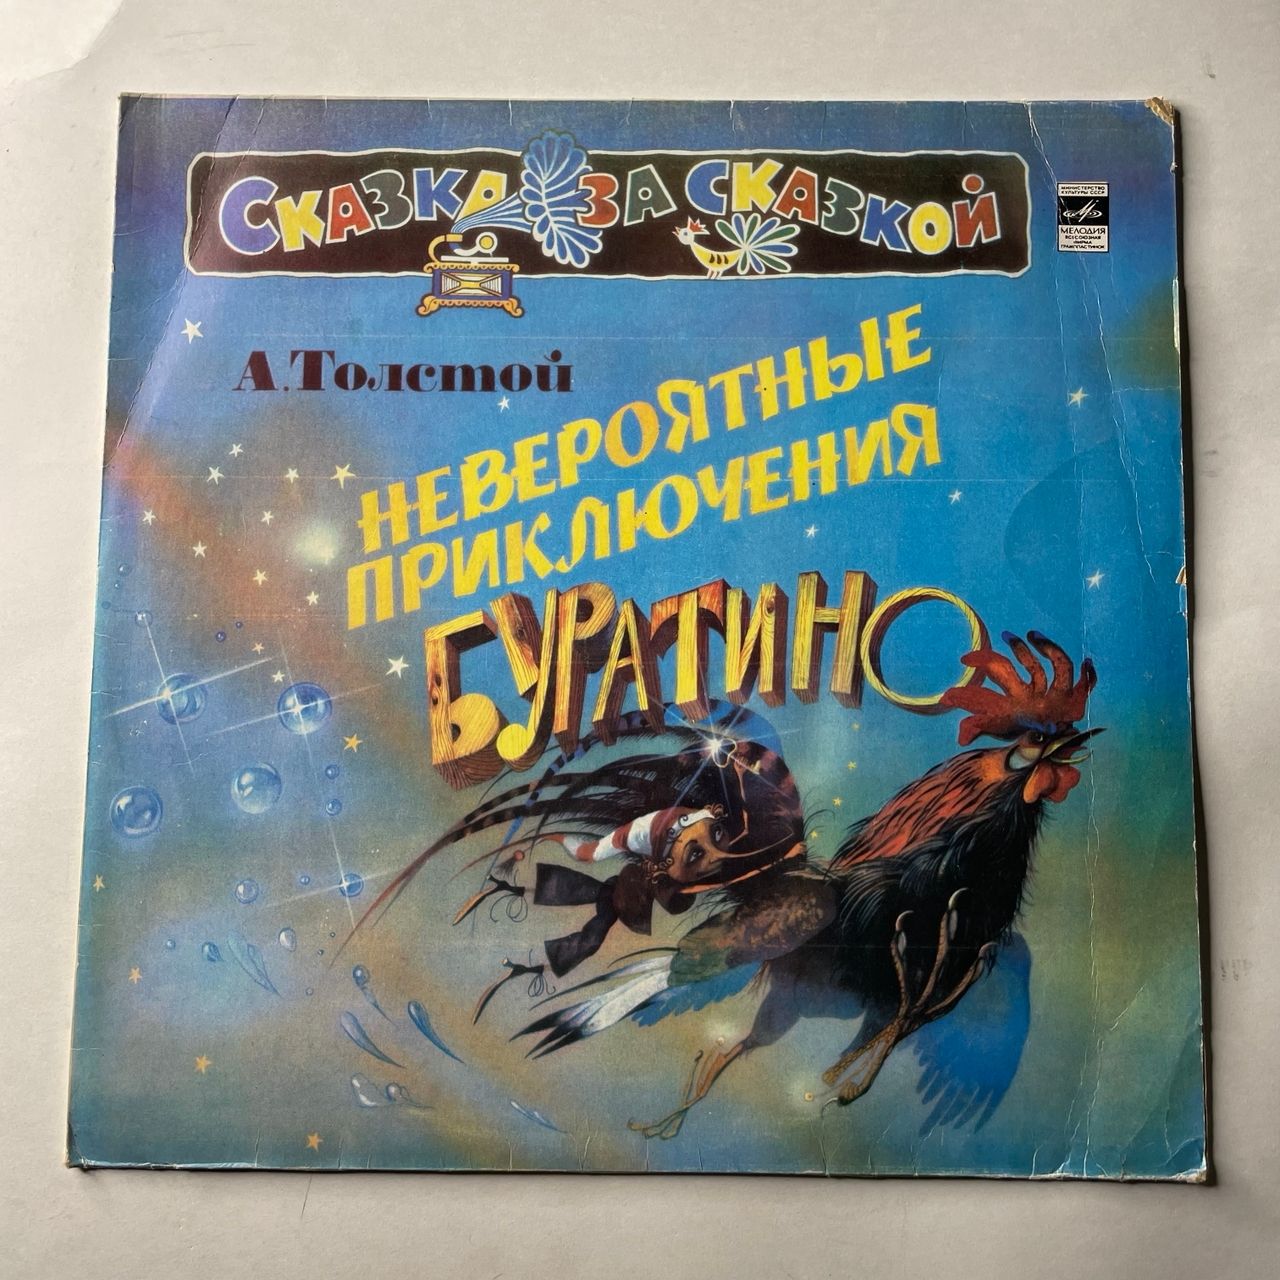 СКАЗКА ЗА СКАЗКОЙ
МИНИСТЕРСТВО
КУЛЬТУРЫ СССР
МЕЛОДИЯ
ВСЕСОЮЗНАЯ
ФИРМА
ГРАМПЛАСТИНОК
А. Толстой
НЕВЕРОЯТНЫЕ
ПРИКЛЮЧЕНИЯ
БУРАТИНО